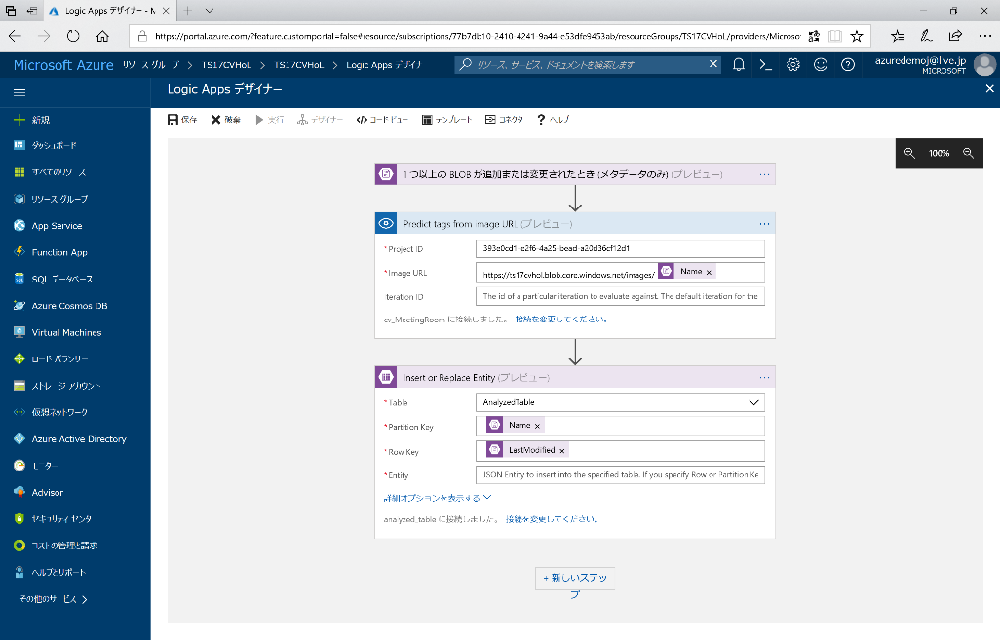 Logic Apps デザイナー - M
https://portal.azure.com/?feature.customportal=false#resource/subscriptions/77b7db10-2410-4241-9a44-e53dfe9453ab/resourceGroups/TS17CVHoL/providers/Microso
Microsoft Azure リソース グループ > TS17CVHoL > TS17CVHoL > Logic Apps デザイナ
リソース、サービス、ドキュメントを検索します
azuredemoj@live.jp
MICROSOFT
Logic Apps デザイナー
保存 破棄 実行 デザイナー コード ビュー テンプレート コネクタ ヘルプ
新規
ダッシュボード
すべてのリソース
リソース グループ
App Service
Function App
SQL データベース
Azure Cosmos DB
Virtual Machines
ロード バランサー
ストレージ アカウント
仮想ネットワーク
Azure Active Directory
モニター
Advisor
セキュリティ センター
コストの管理と請求
ヘルプとサポート
その他のサービス >
100%
1 つ以上の BLOB が追加または変更されたとき (メタデータのみ) (プレビュー)
Predict tags from image URL (プレビュー)
*Project ID 393e0cd1-e2f6-4a25-bead-a20d36cf12d1
*Image URL https://ts17cvhol.blob.core.windows.net/images/ Name x
Iteration ID The id of a particular iteration to evaluate against. The default iteration for the
cv_MeetingRoom に接続しました。 接続を変更してください。
Insert or Replace Entity (プレビュー)
*Table AnalyzedTable
*Partition Key Name x
*Row Key LastModified x
*Entity JSON Entity to insert into the specified table. If you specify Row or Partition Ke
詳細オプションを表示する
analyzed_table に接続しました。 接続を変更してください。
+ 新しいステッ
プ